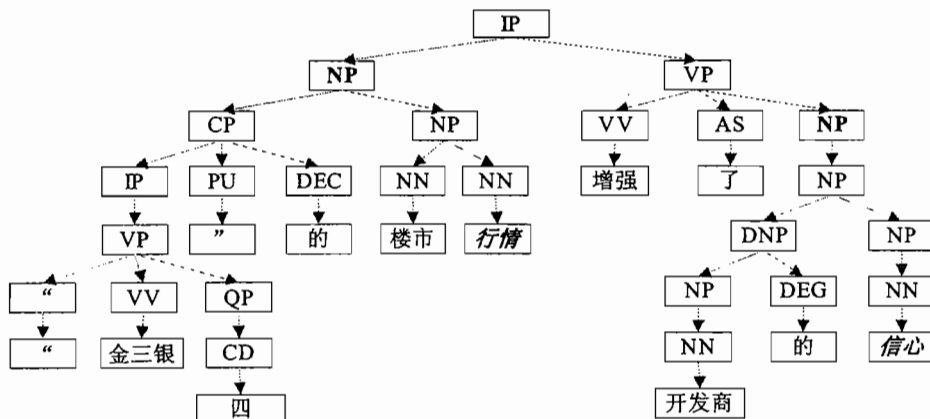 IP
NP VP
CP NP VV AS NP
IP PU DEC NN NN 增强 了 NP
VP ” 的 楼市 行情 DNP NP
“ VV QP NP DEG NN
“ 金三银 CD NN 的 信心
四 开发商